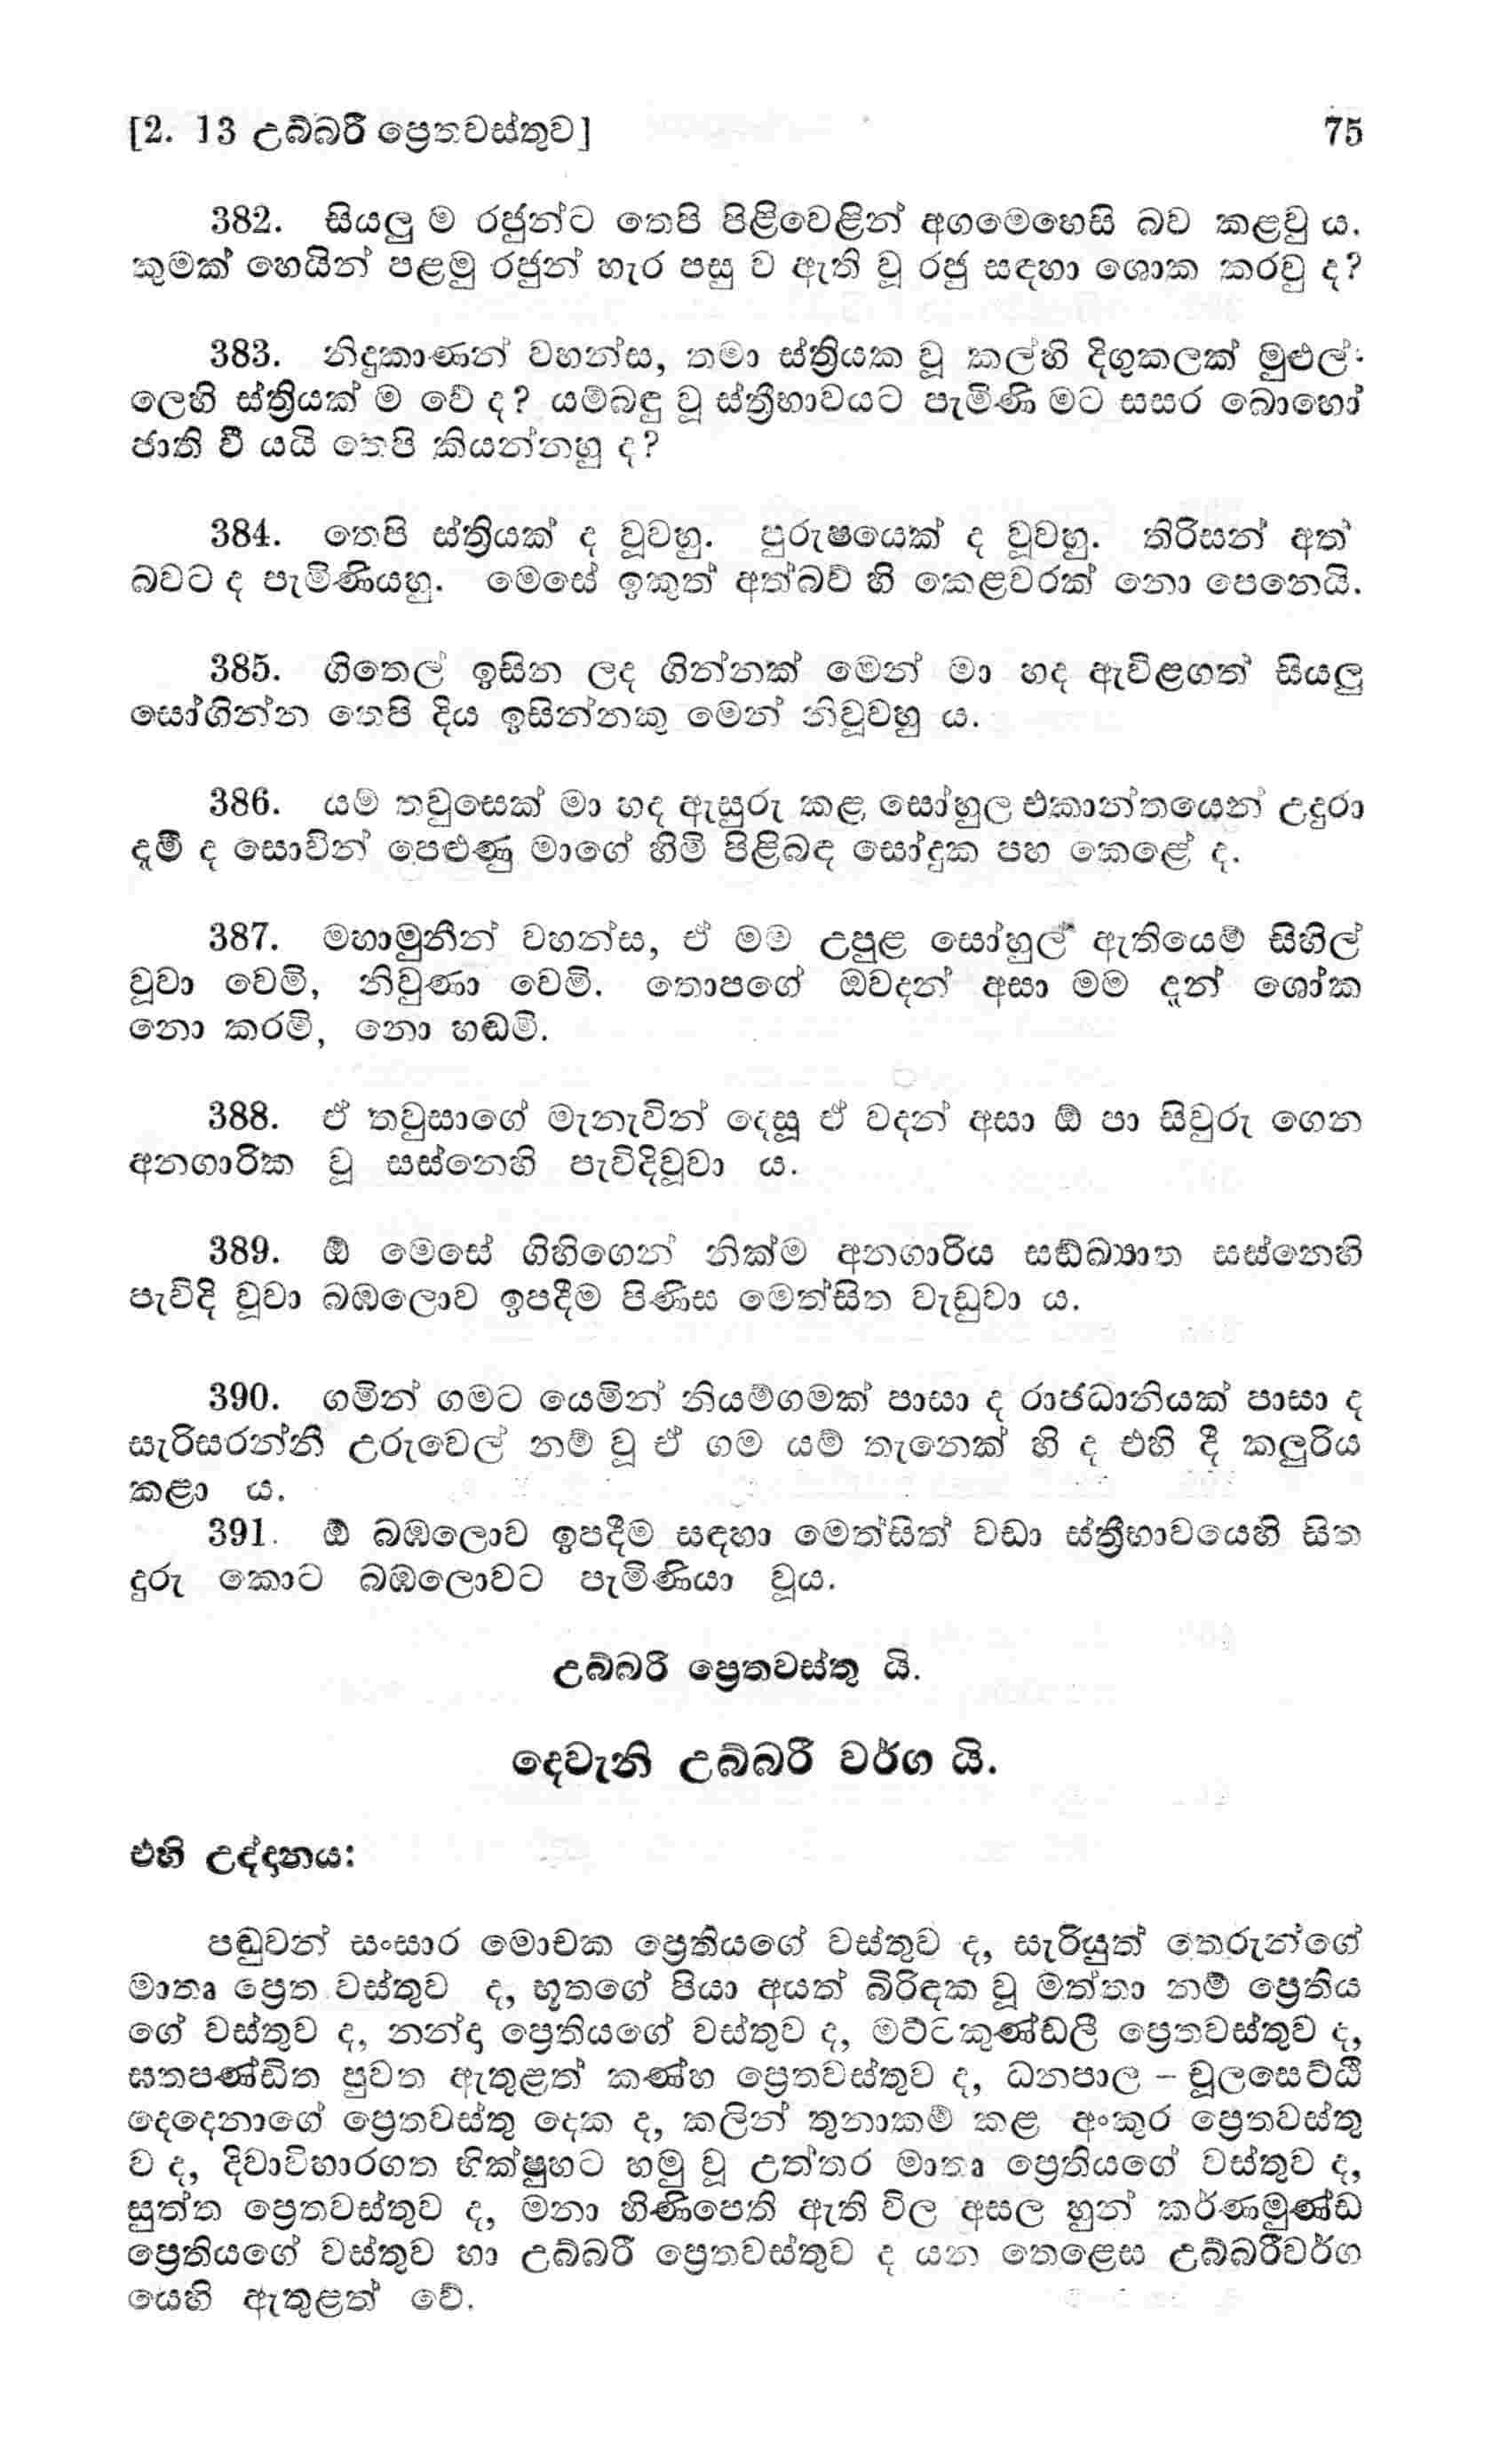 [2. 13 උබ්බරී ප්‍රෙතවස්තුව] 75
382. සියලු ම රජුන්ට තෙපි පිළිවෙළින් අගමෙහෙසි බව කළවු ය.
කුමක් හෙයින් පළමු රජුන් හැර පසු ව ඇති වූ රජු සඳහා ශොක කරවු ද?
383. නිදුකාණන් වහන්ස, තමා ස්ත්‍රියක වූ කල්හි දිගුකලක් මුළුල්-
ලෙහි ස්ත්‍රියක් ම වේ ද? යම්බඳු වූ ස්ත්‍රීභාවයට පැමිණි මට සසර බොහෝ
ජාති වී යයි තෙපි කියන්නහු ද?
384. තෙපි ස්ත්‍රියක් ද වූවහු. පුරුෂයෙක් ද වූවහු. තිරිසන් අත්
බවට ද පැමිණියහු. මෙසේ ඉකුත් අත්බව් හි කෙළවරක් නො පෙනෙයි.
385. ගිතෙල් ඉසින ලද ගින්නක් මෙන් මා හද ඇවිළගත් සියලු
සෝගින්න තෙපි දිය ඉසින්නකු මෙන් නිවූවහු ය.
386. යම් තවුසෙක් මා හද ඇසුරු කළ සෝහුල එකාන්තයෙන් උදුරා
දැමී ද සොවින් පෙළුණු මාගේ හිමි පිළිබඳ සෝදුක පහ කෙළේ ද.
387. මහාමුනීන් වහන්ස, ඒ මම උපුළ සෝහුල් ඇතියෙම් සිහිල්
වූවා වෙමි, නිවුණා වෙමි. තොපගේ ඔවදන් අසා මම දැන් ශෝක
නො කරමි, නො හඬමි.
388. ඒ තවුසාගේ මැනැවින් දෙසූ ඒ වදන් අසා ඕ පා සිවුරු ගෙන
අනගාරික වූ සස්නෙහි පැවිදිවූවා ය.
389. ඕ මෙසේ ගිහිගෙන් නික්ම අනගාරිය සඞ්ඛ්‍යාත සස්නෙහි
පැවිදි වූවා බඹලොව ඉපදීම පිණිස මෙත්සිත වැඩුවා ය.
390. ගමින් ගමට යෙමින් නියම්ගමක් පාසා ද රාජධානියක් පාසා ද
සැරිසරන්නී උරුවෙල් නම් වූ ඒ ගම යම් තැනෙක් හි ද එහි දී කලුරිය
කළා ය.
391. ඕ බඹලොව ඉපදීම සඳහා මෙත්සිත් වඩා ස්ත්‍රීභාවයෙහි සිත
දුරු කොට බඹලොවට පැමිණියා වූය.
උබ්බරී ප්‍රෙතවස්තු යි.
දෙවැනි උබ්බරී වර්ග යි.
එහි උද්දානය:
පඬුවන් සංසාර මොචක ප්‍රෙතියගේ වස්තුව ද, සැරියුත් තෙරුන්ගේ
මාතෘ ප්‍රෙත වස්තුව ද, භූතගේ පියා අයත් බිරිඳක වූ මත්තා නම් ප්‍රෙතිය
ගේ වස්තුව ද, නන්දා ප්‍රෙතියගේ වස්තුව ද, මට්ටකුණ්ඩලී ප්‍රෙතවස්තුව ද,
ඝතපණ්ඩිත පුවත ඇතුළත් කණ්හ ප්‍රෙතවස්තුව ද, ධනපාල - චූලසෙට්ඨී
දෙදෙනාගේ ප්‍රෙතවස්තු දෙක ද, කලින් තුනාකම් කළ අංකුර ප්‍රෙතවස්තු
ව ද, දිවාවිහාරගත භික්ෂුහට හමු වූ උත්තර මාතෘ ප්‍රෙතියගේ වස්තුව ද,
සුත්ත ප්‍රෙතවස්තුව ද, මනා හිණිපෙති ඇති විල අසල හුන් කර්ණමුණ්ඩ
ප්‍රෙතියගේ වස්තුව හා උබ්බරී ප්‍රෙතවස්තුව ද යන තෙළෙස උබ්බරීවර්ග
යෙහි ඇතුළත් වේ.